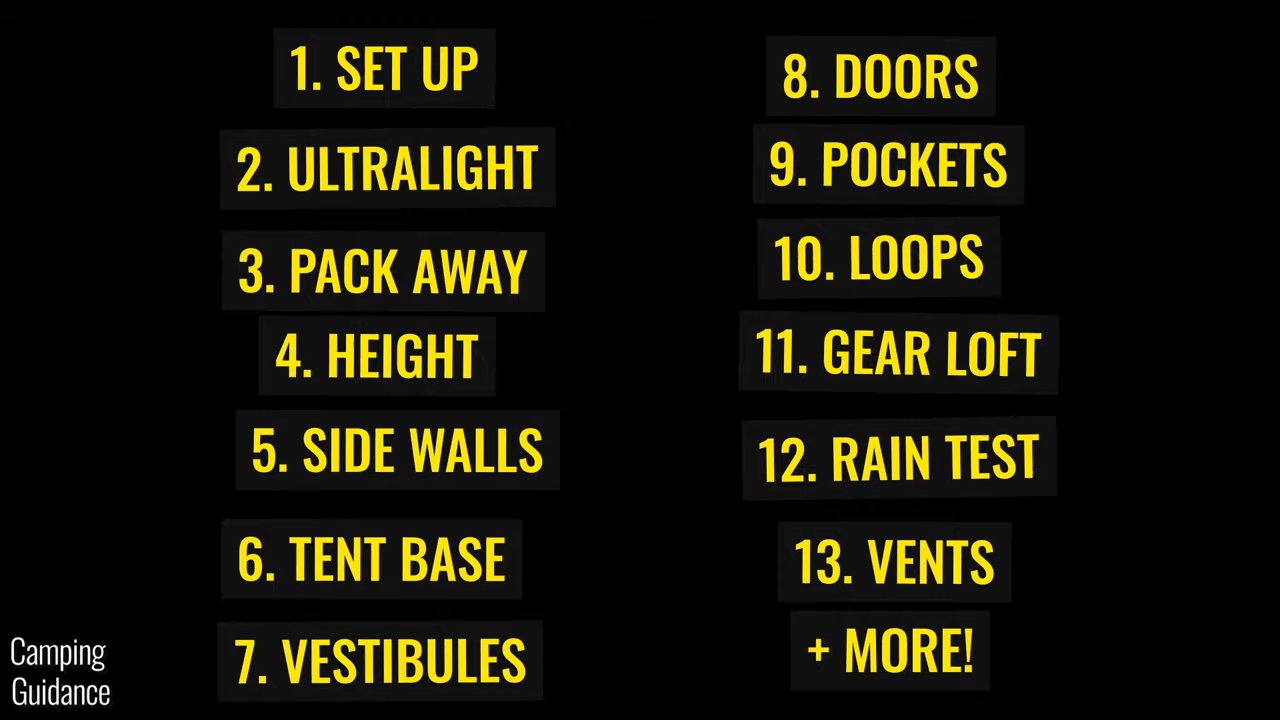 1. SET UP
2. ULTRALIGHT
3. PACK AWAY
4. HEIGHT
5. SIDE WALLS
6. TENT BASE
7. VESTIBULES
8. DOORS
9. POCKETS
10. LOOPS
11. GEAR LOFT
12. RAIN TEST
13. VENTS
+ MORE!
Camping
Guidance